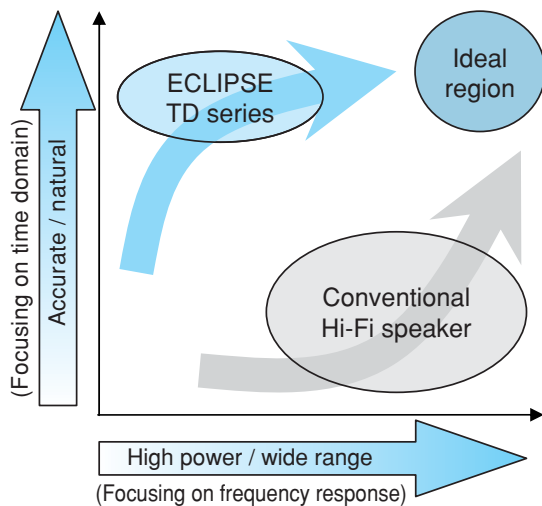 ECLIPSE
TD series
Ideal
region
Conventional
Hi-Fi speaker
(Focusing on time domain)
Accurate / natural
High power / wide range
(Focusing on frequency response)